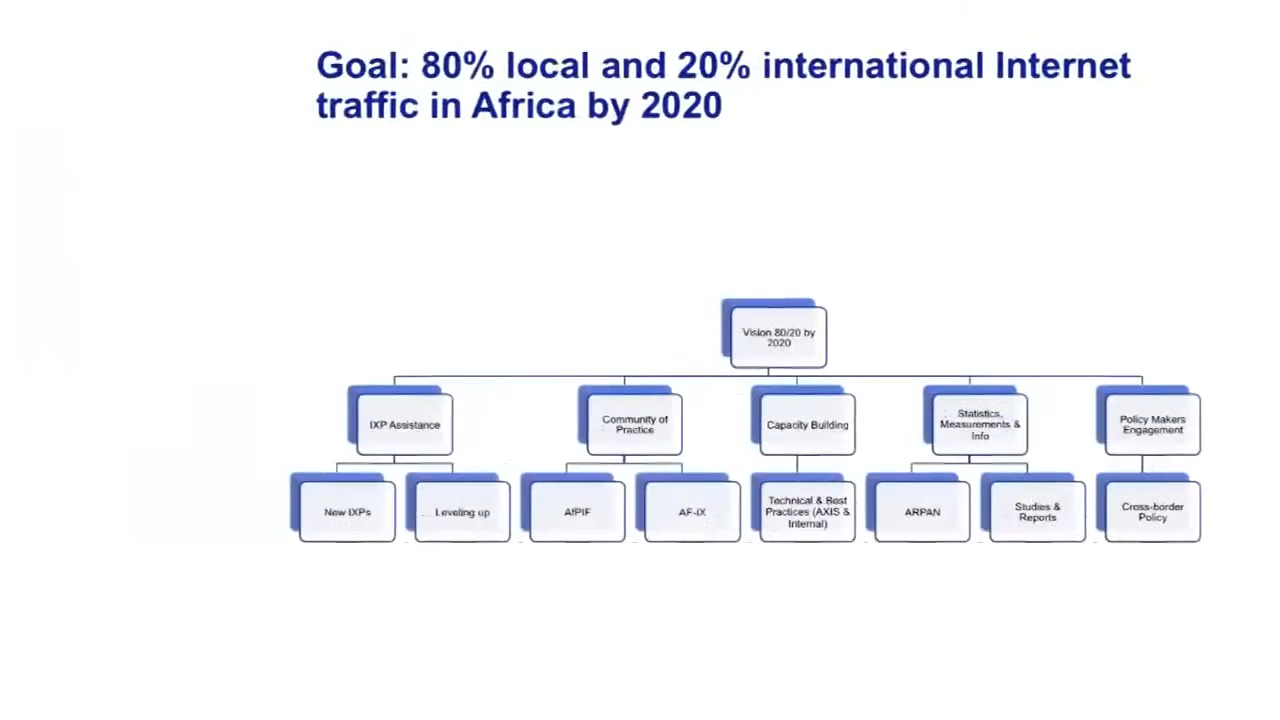 Goal: 80% local and 20% international Internet
traffic in Africa by 2020
Vision 80/20 by
2020
IXP Assistance
Community of
Practice
Capacity Building
Statistics,
Measurements &
Info
Policy Makers
Engagement
New IXPs
Leveling up
AfPIF
AF-IX
Technical & Best
Practices (AXIS &
Internal)
ARPAN
Studies &
Reports
Cross-border
Policy